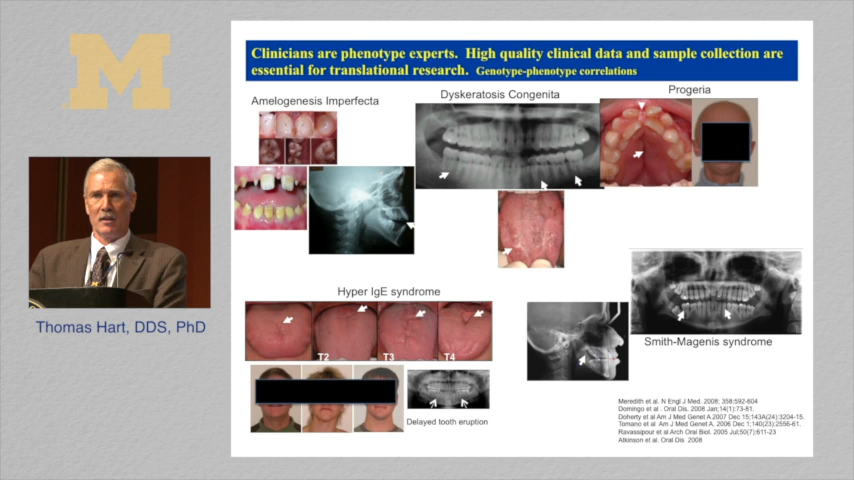 M
Clinicians are phenotype experts. High quality clinical data and sample collection are
essential for translational research. Genotype-phenotype correlations
Amelogenesis Imperfecta
Dyskeratosis Congenita
Progeria
Thomas Hart, DDS, PhD
Hyper IgE syndrome
T2
T3
T4
Smith-Magenis syndrome
Delayed tooth eruption
Meredith et al. N Engl J Med. 2008; 358:592-604
Domingo et al . Oral Dis. 2008 Jan;14(1):73-81.
Doherty et al Am J Med Genet A.2007 Dec 15;143A(24):3204-15.
Tomano et al Am J Med Genet A. 2006 Dec 1;140(23):2556-61.
Ravassipour et al Arch Oral Biol. 2005 Jul;50(7):611-23
Atkinson et al. Oral Dis 2008